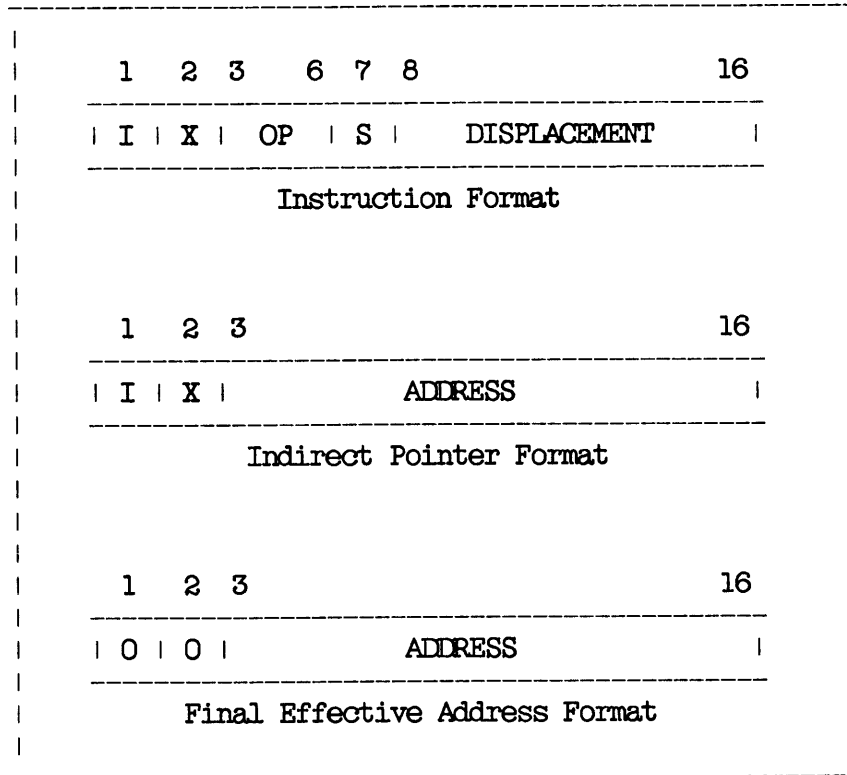 1 2 3 6 7 8 16
I X OP S DISPLACEMENT
Instruction Format
1 2 3 16
I X ADDRESS
Indirect Pointer Format
1 2 3 16
0 0 ADDRESS
Final Effective Address Format